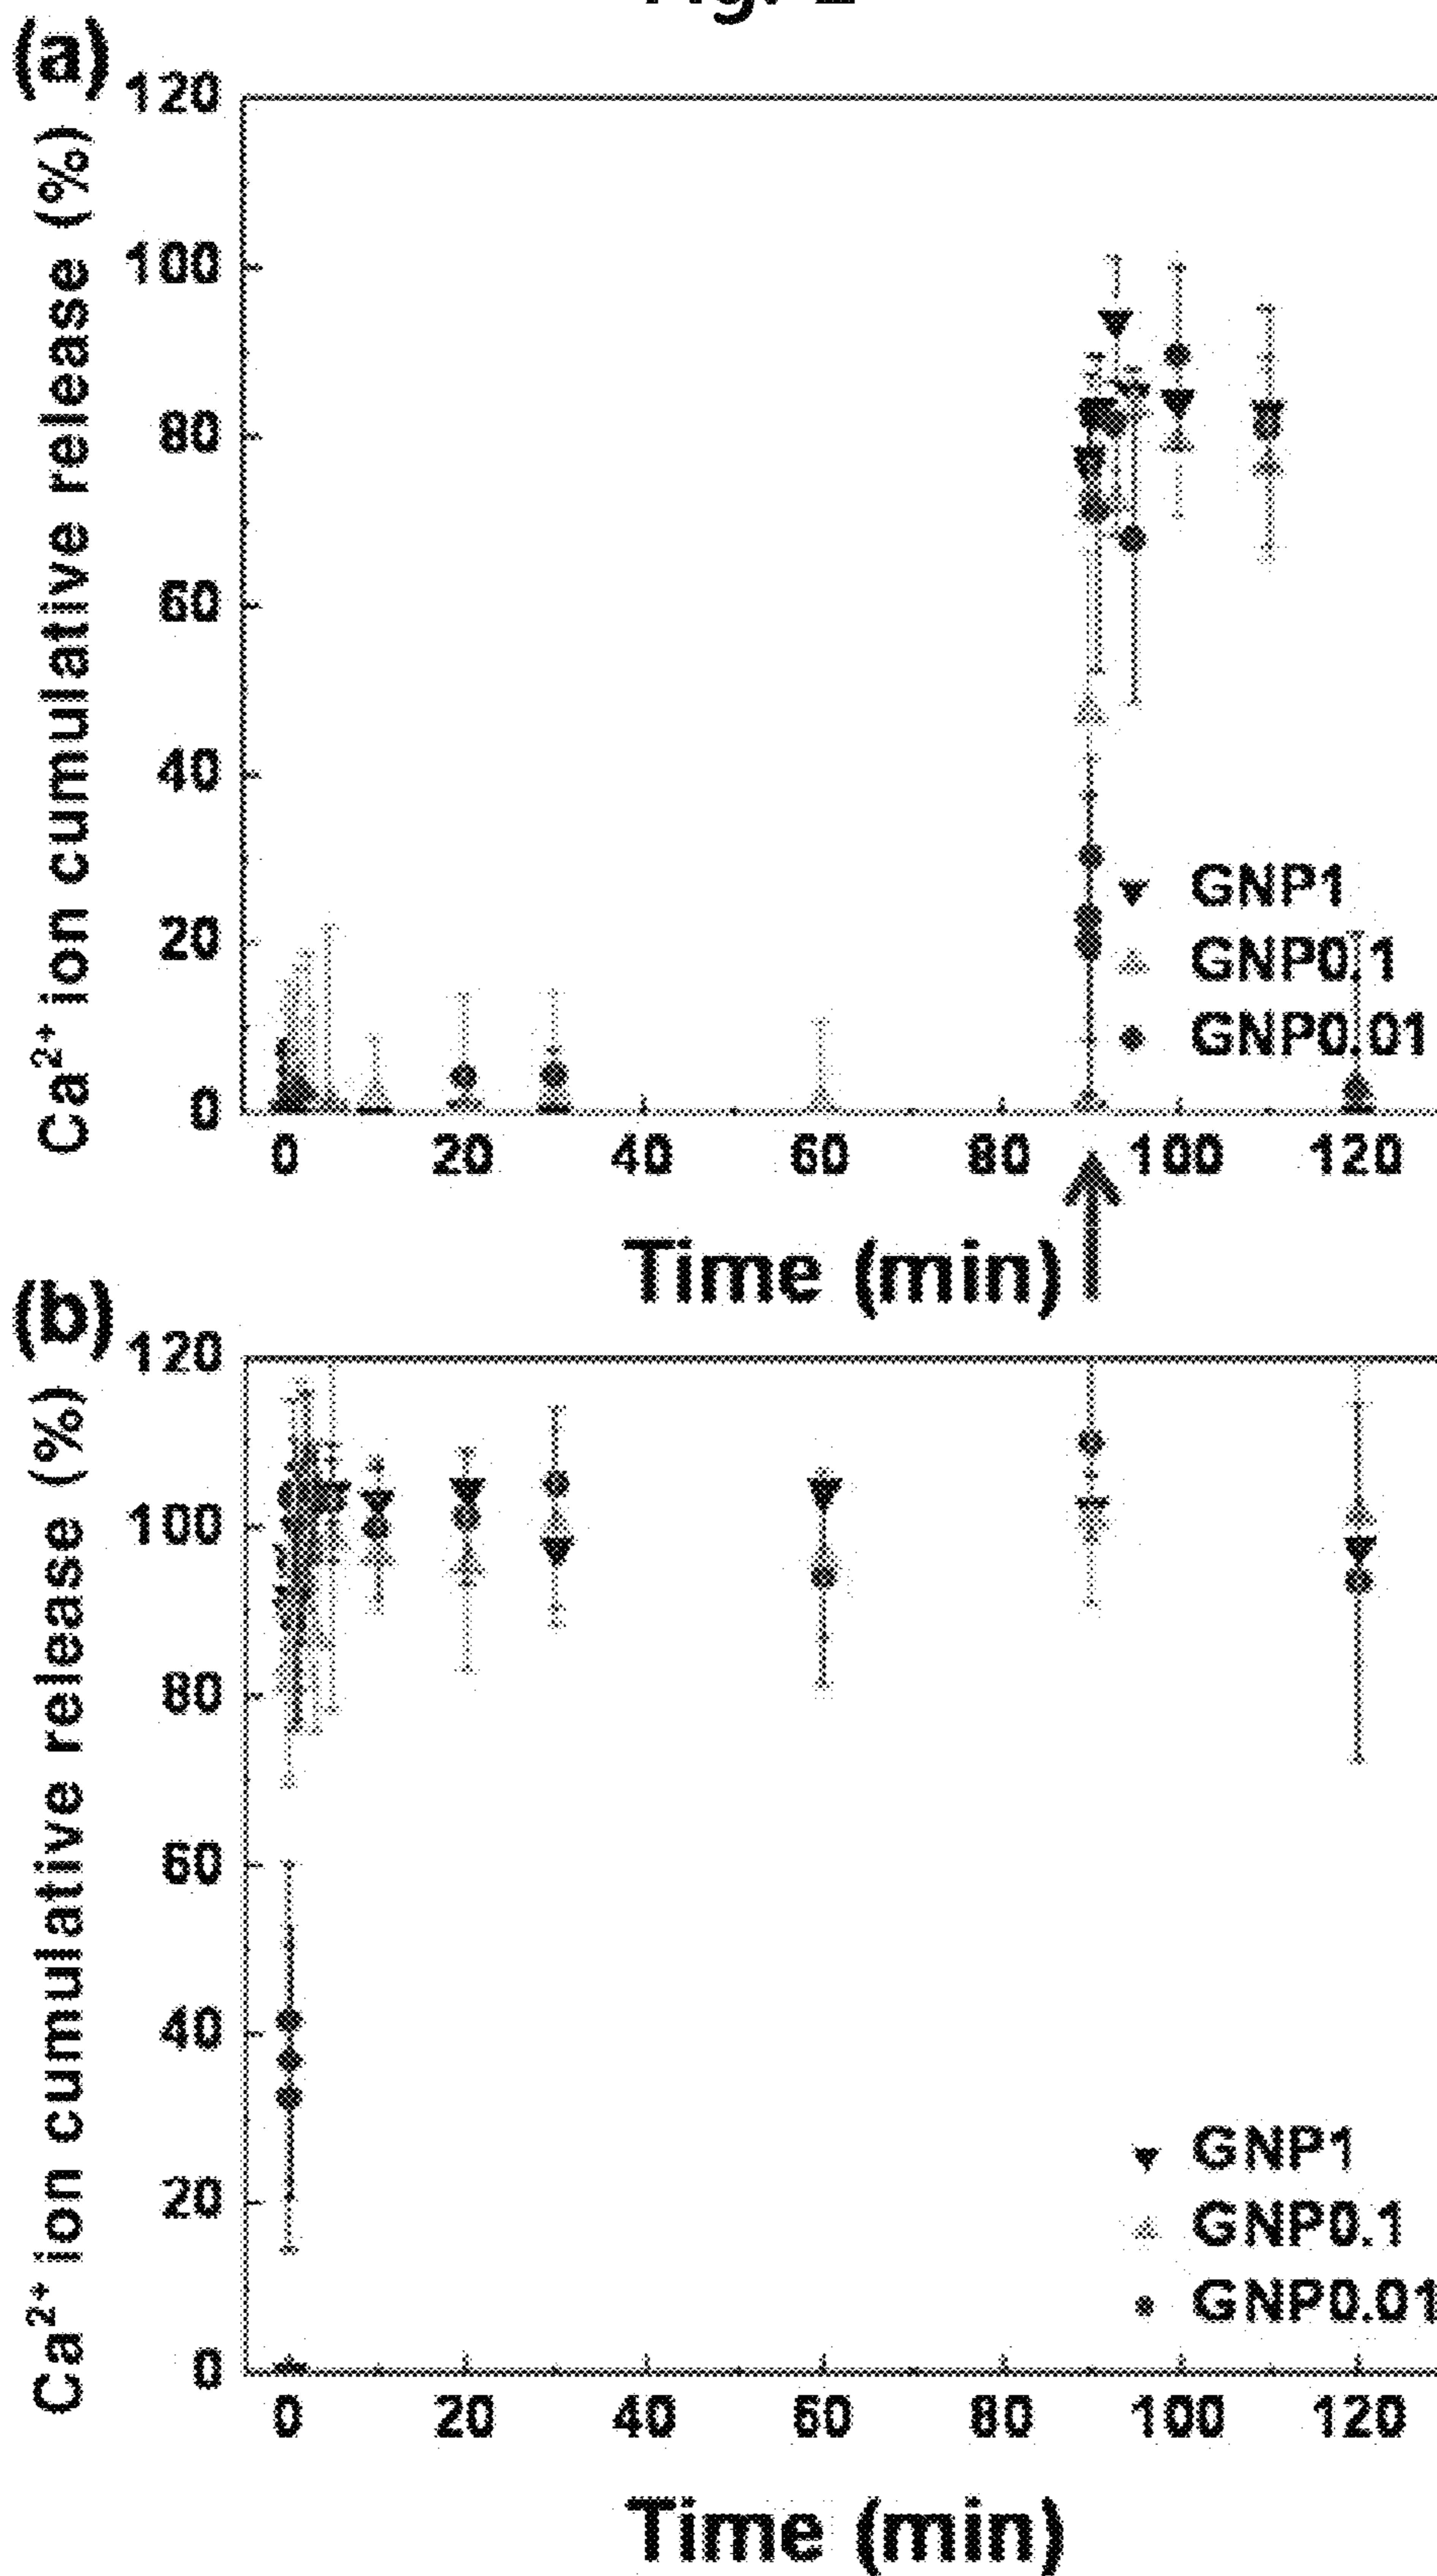 (a)
Ca²⁺ ion cumulative release (%)
120
100
80
60
40
20
0
GNP1
GNP0.1
GNP0.01
0 20 40 60 80 100 120
Time (min)
(b)
Ca²⁺ ion cumulative release (%)
120
100
80
60
40
20
0
GNP1
GNP0.1
GNP0.01
0 20 40 60 80 100 120
Time (min)